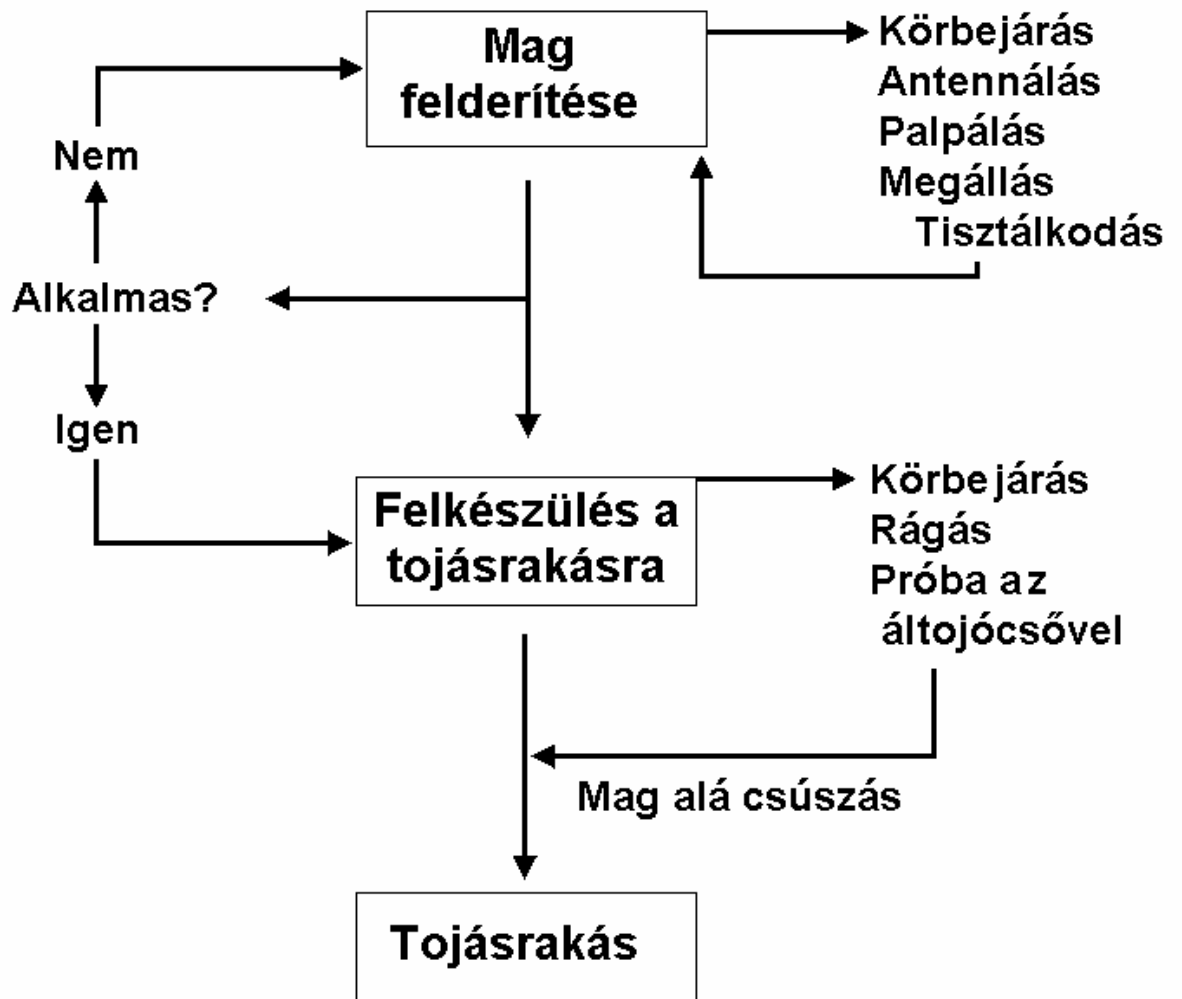 Mag
felderítése
Körbejárás
Antennálás
Palpálás
Megállás
Tisztálkodás
Nem
Alkalmas?
Igen
Felkészülés a
tojásrakásra
Körbejárás
Rágás
Próba az
áltojócsővel
Mag alá csúszás
Tojásrakás